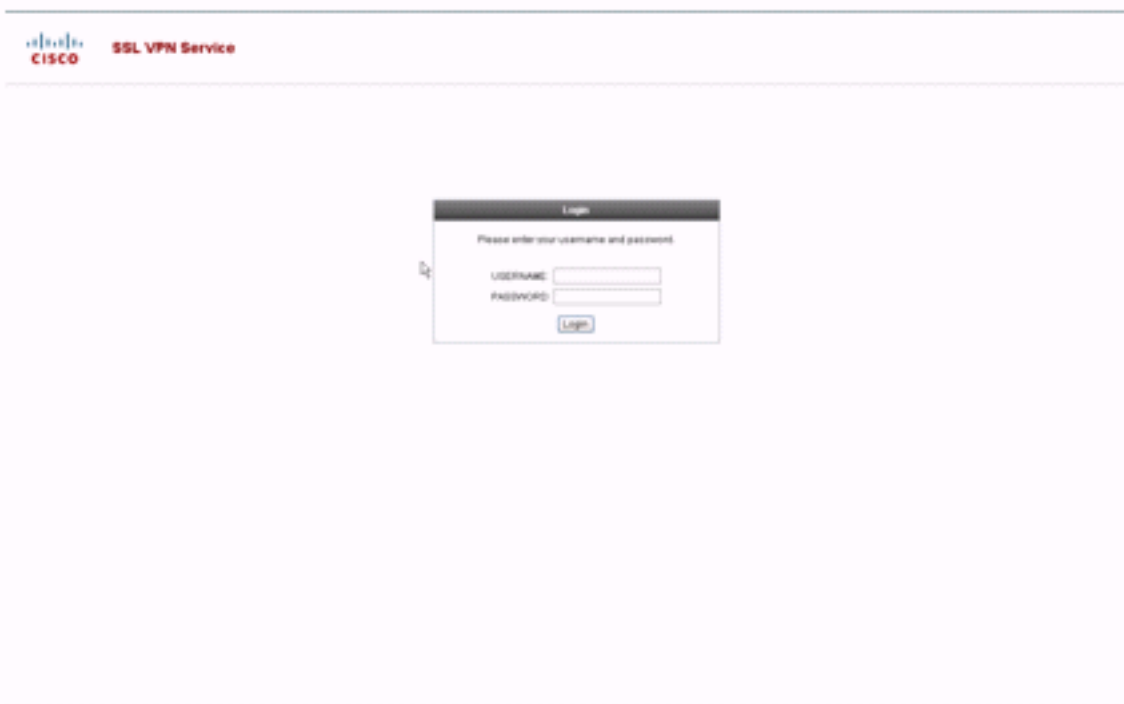 CISCO
SSL VPN Service
Login
Please enter your username and password.
USERNAME:
PASSWORD:
Login